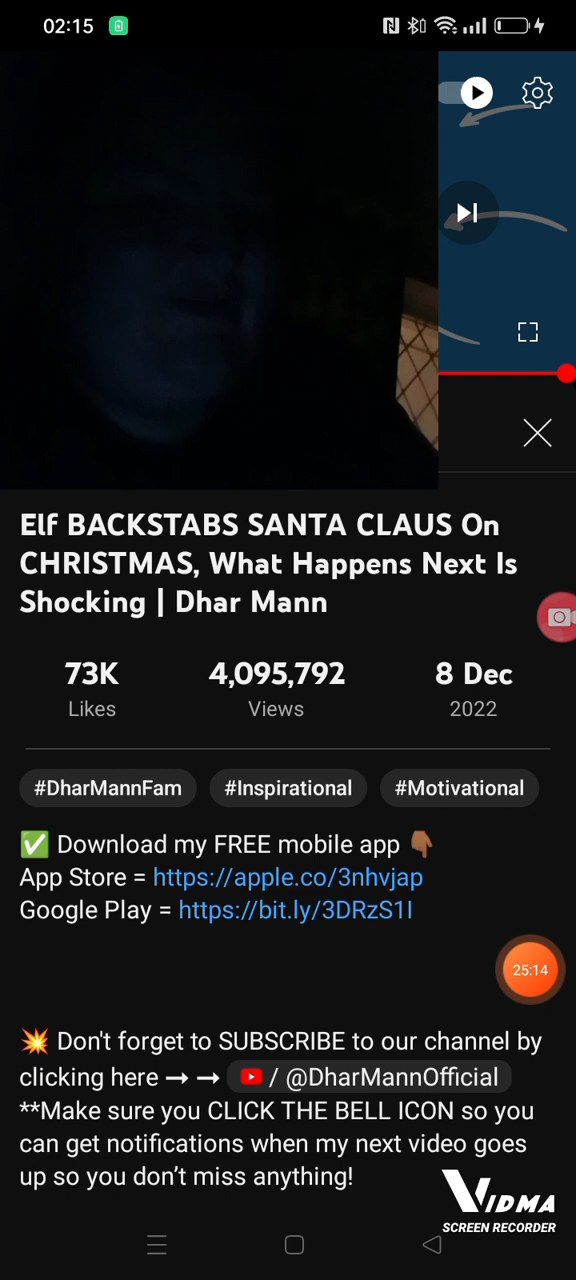 02:15
Elf BACKSTABS SANTA CLAUS On
CHRISTMAS, What Happens Next Is
Shocking | Dhar Mann
73K 4,095,792 8 Dec
Likes Views 2022
#DharMannFam #Inspirational #Motivational
✅ Download my FREE mobile app 👇🏾
App Store = https://apple.co/3nhvjap
Google Play = https://bit.ly/3DRzS1I
25:14
💥 Don't forget to SUBSCRIBE to our channel by
clicking here ➞ ➞ / @DharMannOfficial
**Make sure you CLICK THE BELL ICON so you
can get notifications when my next video goes
up so you don’t miss anything!
VIDMA
SCREEN RECORDER